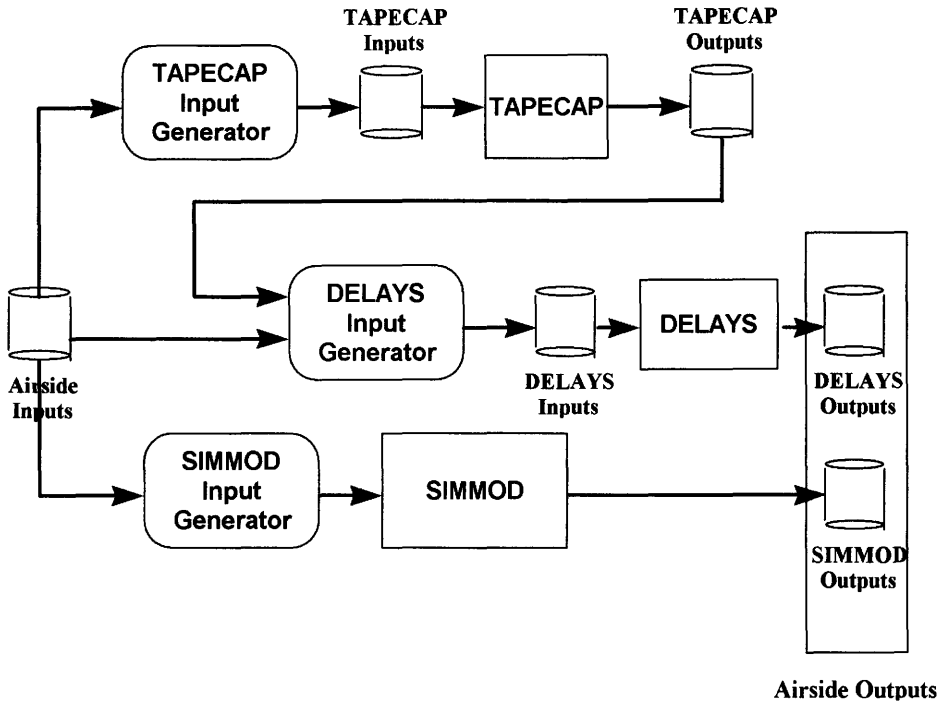 TAPECAP
Inputs
TAPECAP
Outputs
TAPECAP
Input
Generator
TAPECAP
DELAYS
Input
Generator
DELAYS
Airside
Inputs
DELAYS
Inputs
DELAYS
Outputs
SIMMOD
Input
Generator
SIMMOD
SIMMOD
Outputs
Airside Outputs